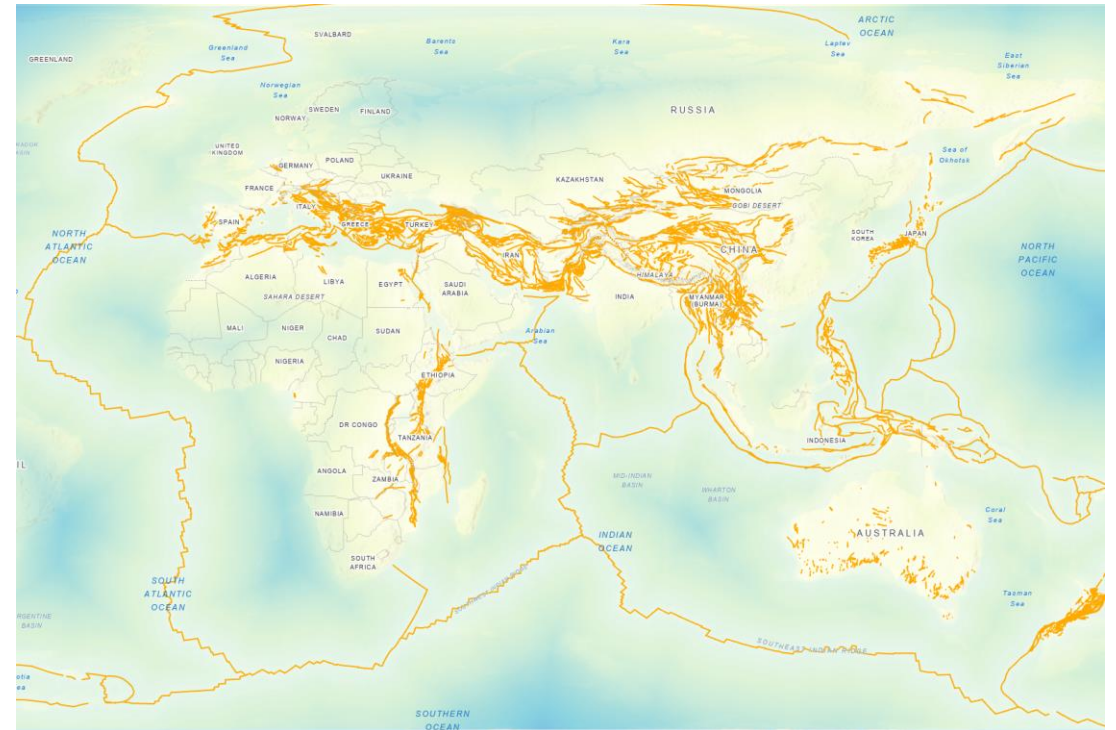 ARCTIC
OCEAN
SVALBARD
Greenland
Sea
Barents
Sea
Kara
Sea
Laptev
Sea
East
Siberian
Sea
GREENLAND
Norwegian
Sea
SWEDEN
FINLAND
NORWAY
RUSSIA
UNITED
KINGDOM
POLAND
GERMANY
UKRAINE
FRANCE
KAZAKHSTAN
MONGOLIA
GOBI DESERT
Sea of
Okhotsk
ITALY
SPAIN
GREECE
TURKEY
NORTH
ATLANTIC
OCEAN
IRAN
CHINA
SOUTH
KOREA
JAPAN
NORTH
PACIFIC
OCEAN
ALGERIA
LIBYA
EGYPT
SAUDI
ARABIA
SAHARA DESERT
HIMALAYA
INDIA
MYANMAR
(BURMA)
MALI
NIGER
CHAD
SUDAN
Arabian
Sea
NIGERIA
ETHIOPIA
DR CONGO
TANZANIA
INDONESIA
IL
ANGOLA
ZAMBIA
MID-INDIAN
BASIN
WHARTON
BASIN
NAMIBIA
Coral
Sea
AUSTRALIA
INDIAN
OCEAN
SOUTH
AFRICA
SOUTH
ATLANTIC
OCEAN
Tasman
Sea
RGENTINE
BASIN
SOUTHEAST INDIAN RIDGE
otia
ea
SOUTHERN
OCEAN